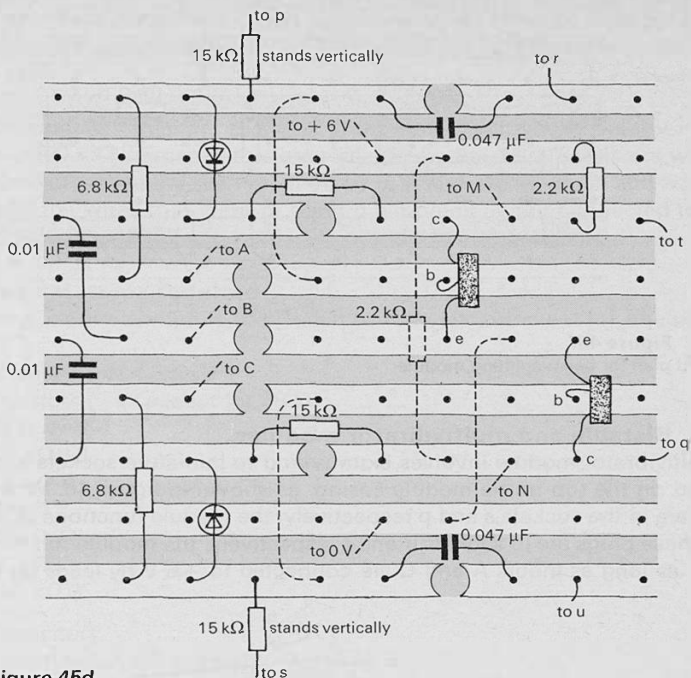 to p
15 kΩ stands vertically
to r
to + 6 V
0.047 µF
15 kΩ
6.8 kΩ
to M
2.2 kΩ
c
0.01 µF
to t
to A
b
to B
2.2 kΩ
e
e
0.01 µF
to C
b
15 kΩ
c
to q
6.8 kΩ
to N
to 0 V
0.047 µF
15 kΩ stands vertically
to u
to s
igure 45d